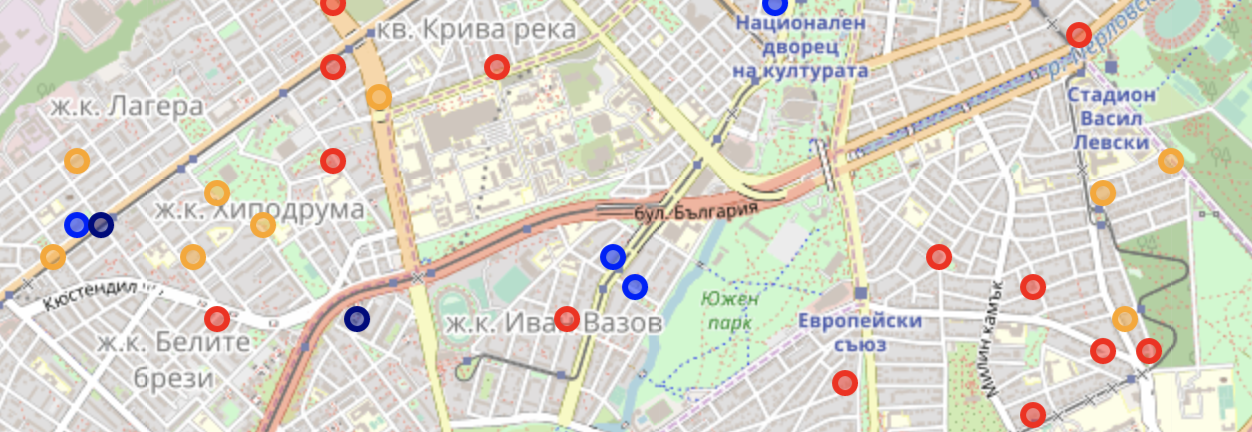 кв. Крива река
Национален
дворец
на културата
р. Перловска
ж.к. Лагера
Стадион
Васил
Левски
ж.к. Хиподрума
бул. България
Кюстендил
Южен
парк
ж.к. Иван Вазов
ж.к. Белите
брези
Европейски
съюз
Милин камък